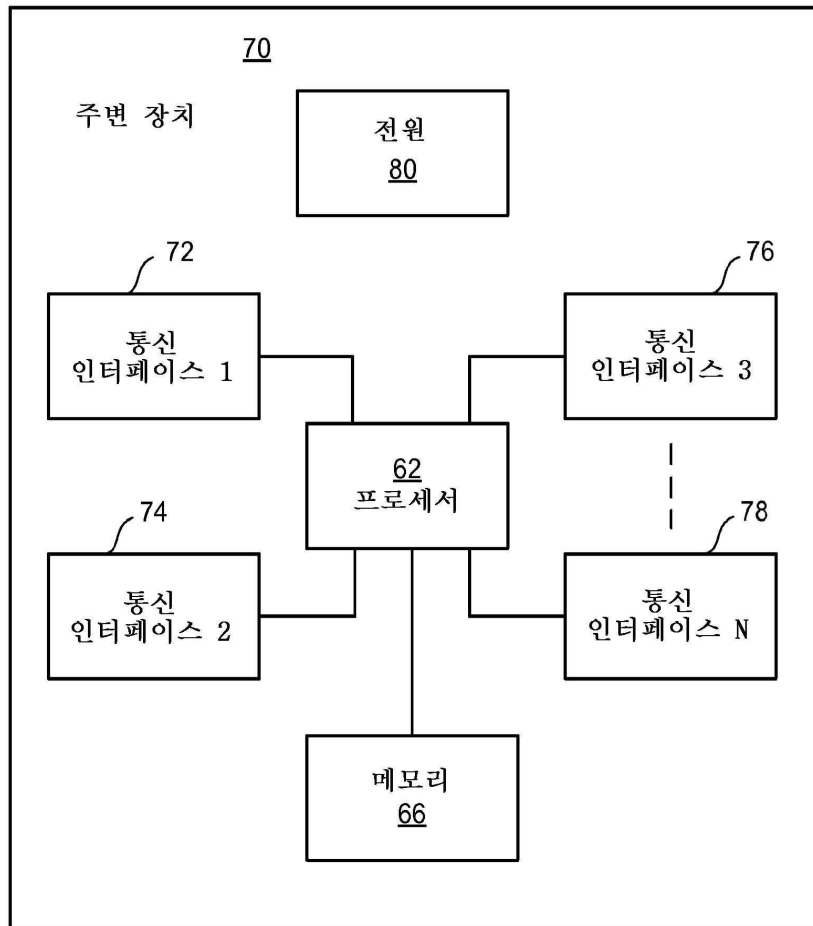 70
주변 장치
전원
80
72
통신
인터페이스 1
76
통신
인터페이스 3
62
프로세서
74
통신
인터페이스 2
78
통신
인터페이스 N
메모리
66